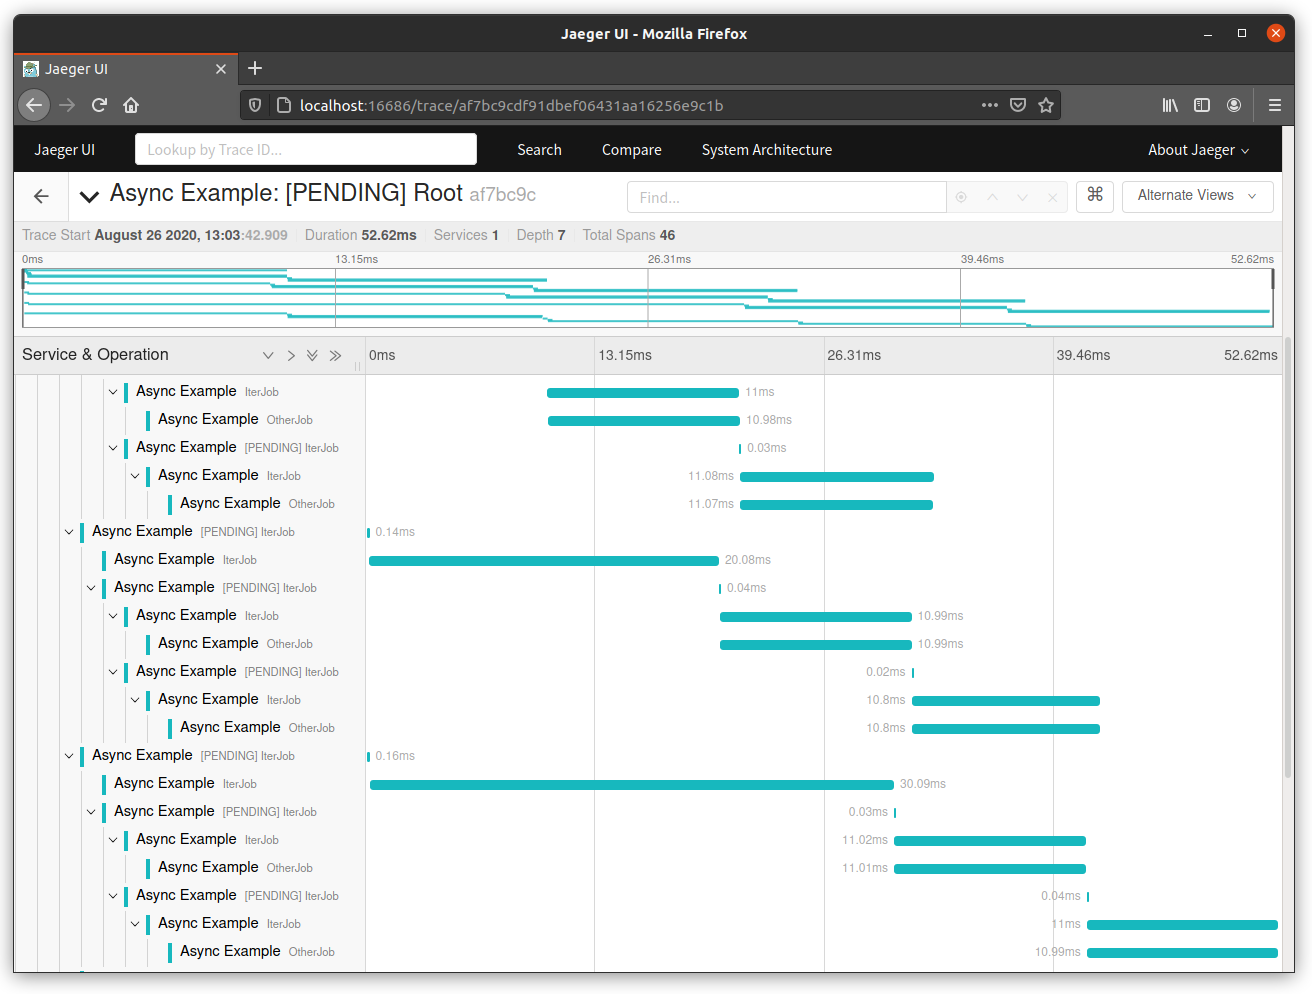 Jaeger UI - Mozilla Firefox
Jaeger UI
localhost:16686/trace/af7bc9cdf91dbef06431aa16256e9c1b
Jaeger UI Lookup by Trace ID... Search Compare System Architecture About Jaeger
Async Example: [PENDING] Root af7bc9c Find... ⌘ Alternate Views
Trace Start August 26 2020, 13:03:42.909 Duration 52.62ms Services 1 Depth 7 Total Spans 46
0ms 13.15ms 26.31ms 39.46ms 52.62ms
Service & Operation 0ms 13.15ms 26.31ms 39.46ms 52.62ms
Async Example IterJob 11ms
Async Example OtherJob 10.98ms
Async Example [PENDING] IterJob 0.03ms
Async Example IterJob 11.08ms
Async Example OtherJob 11.07ms
Async Example [PENDING] IterJob 0.14ms
Async Example IterJob 20.08ms
Async Example [PENDING] IterJob 0.04ms
Async Example IterJob 10.99ms
Async Example OtherJob 10.99ms
Async Example [PENDING] IterJob 0.02ms
Async Example IterJob 10.8ms
Async Example OtherJob 10.8ms
Async Example [PENDING] IterJob 0.16ms
Async Example IterJob 30.09ms
Async Example [PENDING] IterJob 0.03ms
Async Example IterJob 11.02ms
Async Example OtherJob 11.01ms
Async Example [PENDING] IterJob 0.04ms
Async Example IterJob 11ms
Async Example OtherJob 10.99ms